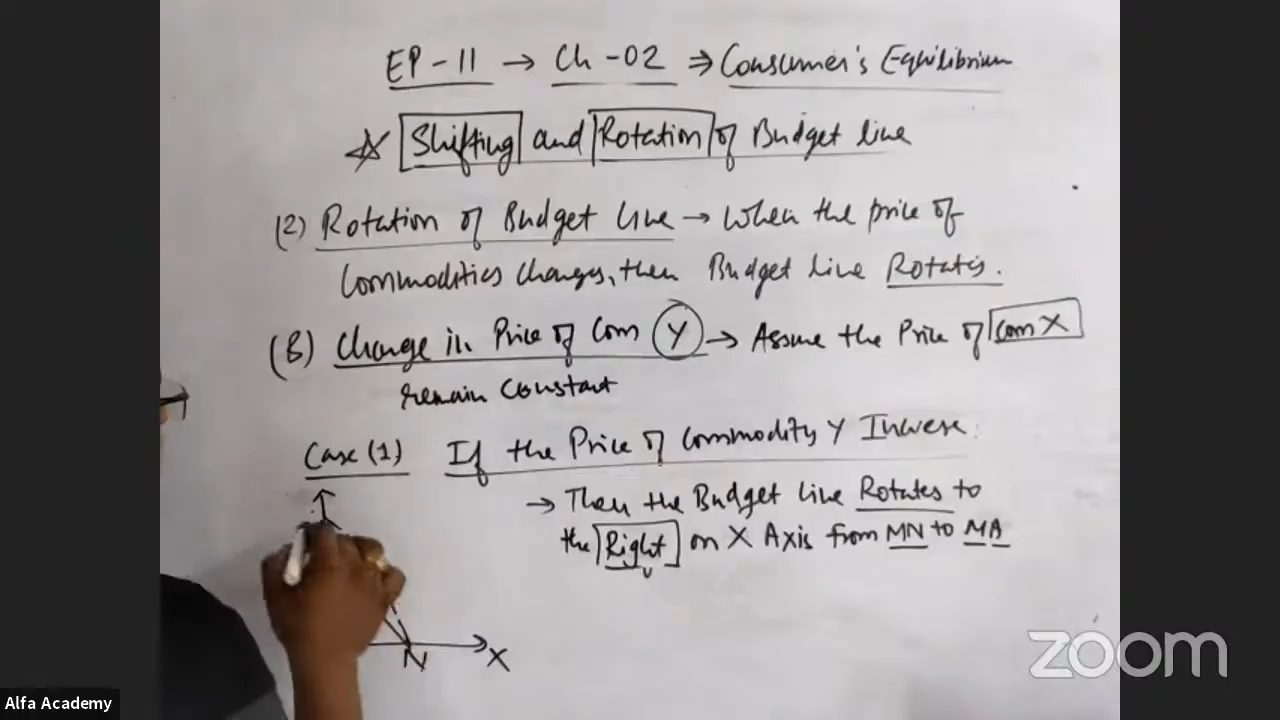 EP-11 → Ch-02 ⇒ Consumer's Equilibrium
☆ Shifting and Rotation of Budget line
(2) Rotation of Budget line → When the price of
Commodities changes, then Budget line Rotates.
(B) Change in Price of Com Y → Assume the Price of Com X
remain Constant
Case (1) If the Price of Commodity Y Increse.
→ Then the Budget line Rotates to
the Right on X Axis from MN to MA
N
X
zoom
Alfa Academy